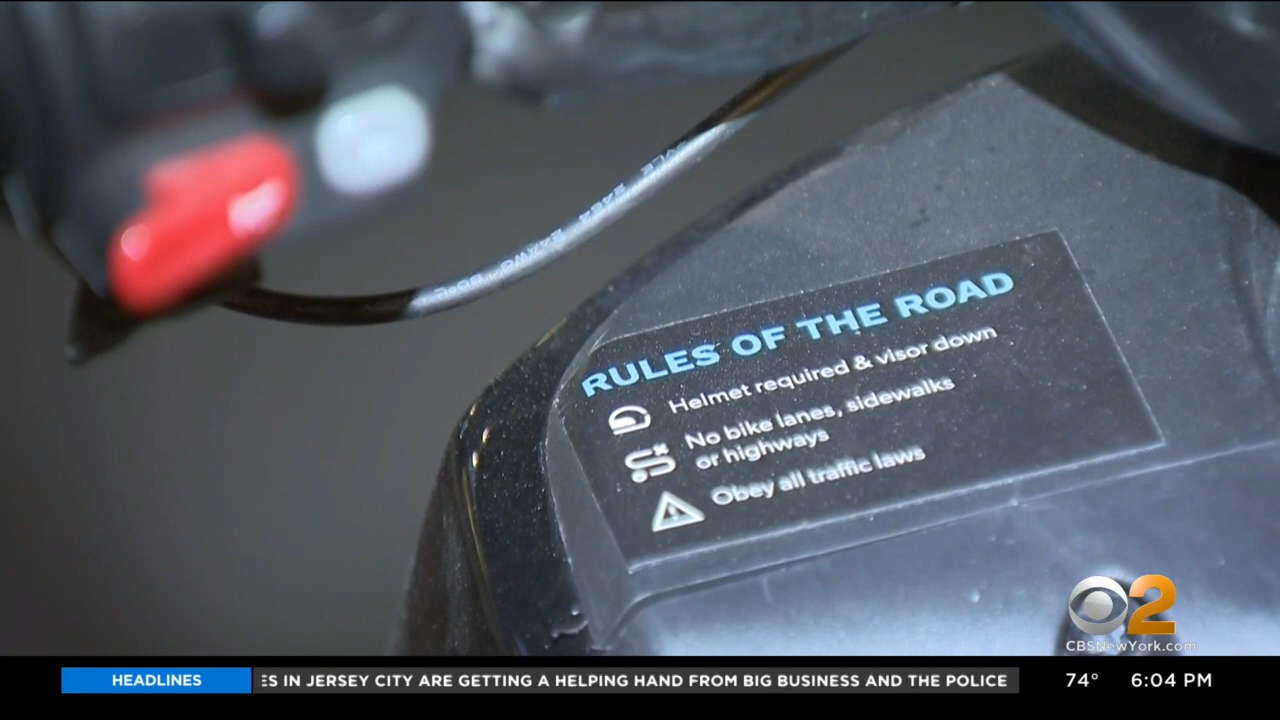 RULES OF THE ROAD
Helmet required & visor down
No bike lanes, sidewalks
or highways
Obey all traffic laws
2
CBSNewYork.com
HEADLINES
ES IN JERSEY CITY ARE GETTING A HELPING HAND FROM BIG BUSINESS AND THE POLICE
74° 6:04 PM